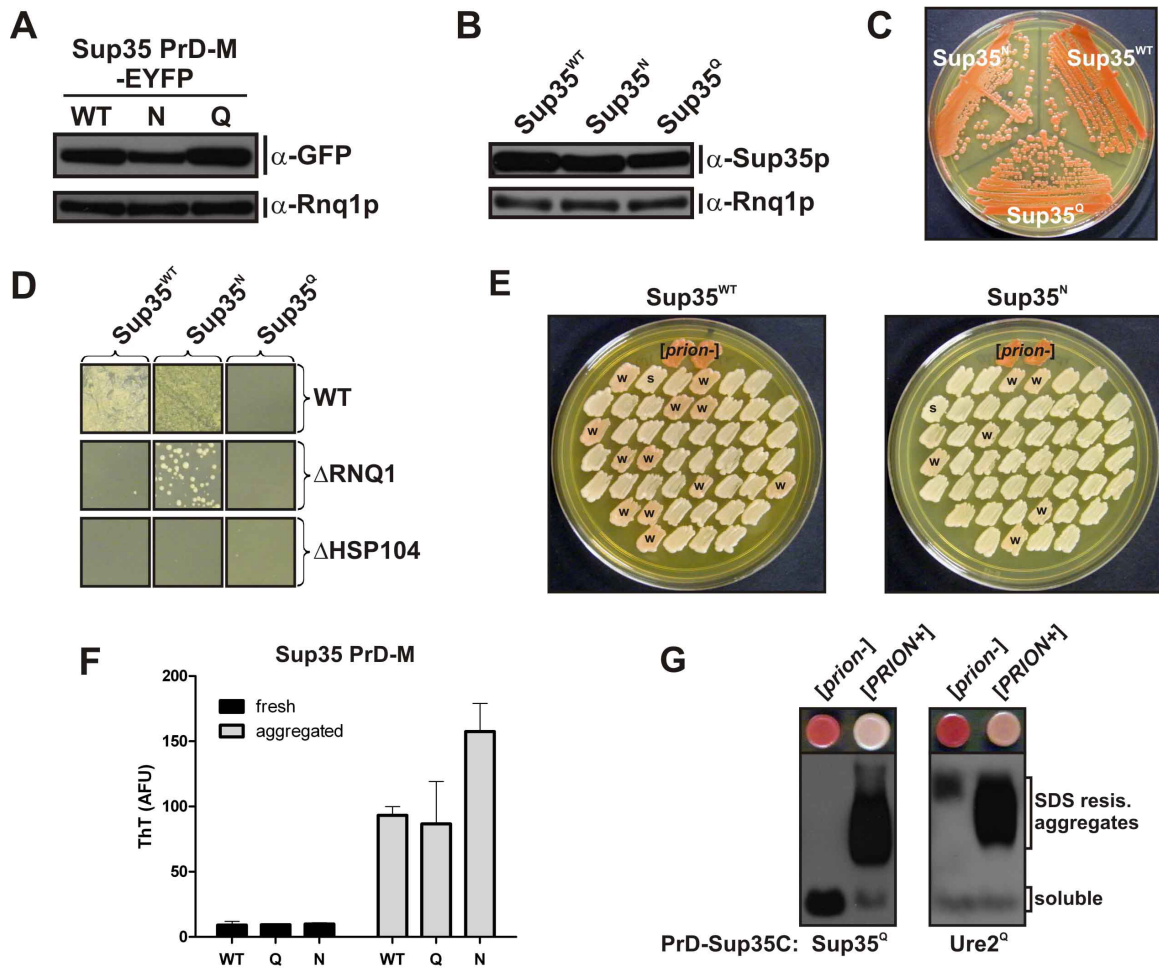 A
Sup35 PrD-M
-EYFP
WT N Q
α-GFP
α-Rnq1p
B
Sup35WT Sup35N Sup35Q
α-Sup35p
α-Rnq1p
C
Sup35N
Sup35WT
Sup35Q
D
Sup35WT Sup35N Sup35Q
WT
ΔRNQ1
ΔHSP104
E
Sup35WT
[prion-]
w s w
w w
w
w w
w w
w w
w
Sup35N
[prion-]
w w
s
w
w
w
w
F
Sup35 PrD-M
fresh
aggregated
ThT (AFU)
200
150
100
50
0
WT Q N WT Q N
G
[prion-] [PRION+] [prion-] [PRION+]
SDS resis.
aggregates
soluble
PrD-Sup35C: Sup35Q Ure2Q